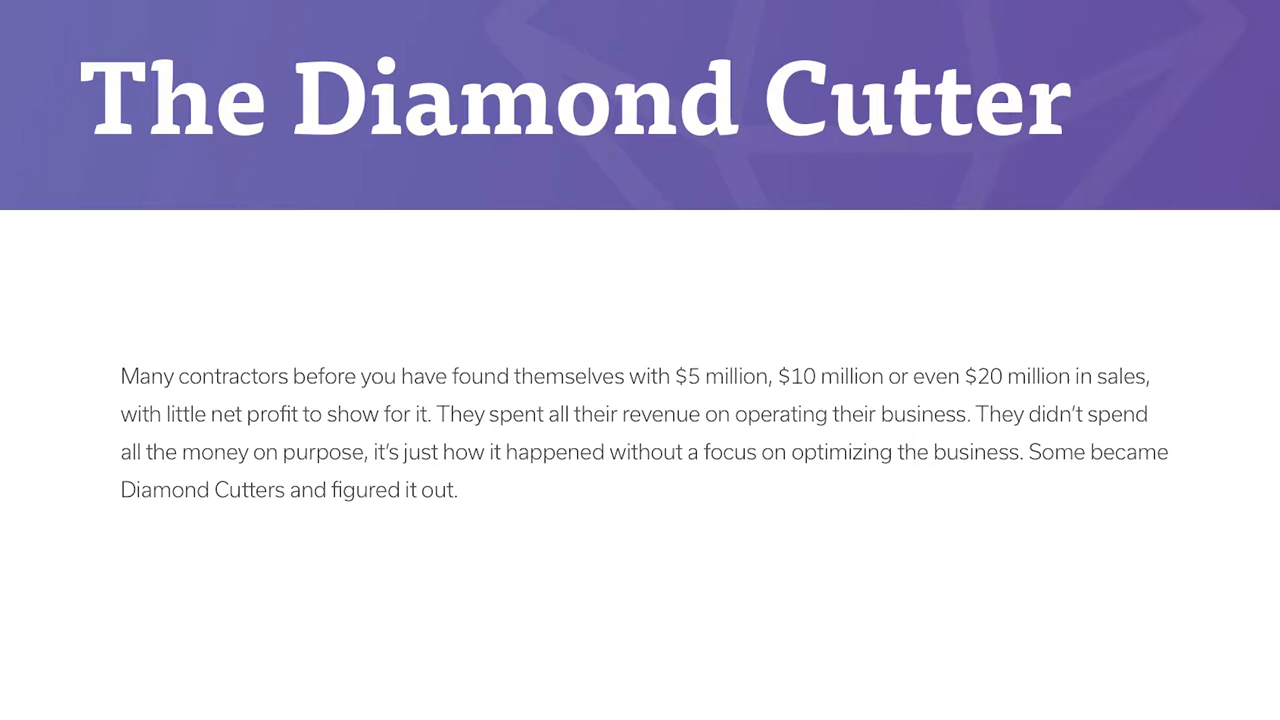 The Diamond Cutter
Many contractors before you have found themselves with $5 million, $10 million or even $20 million in sales,
with little net profit to show for it. They spent all their revenue on operating their business. They didn’t spend
all the money on purpose, it’s just how it happened without a focus on optimizing the business. Some became
Diamond Cutters and figured it out.